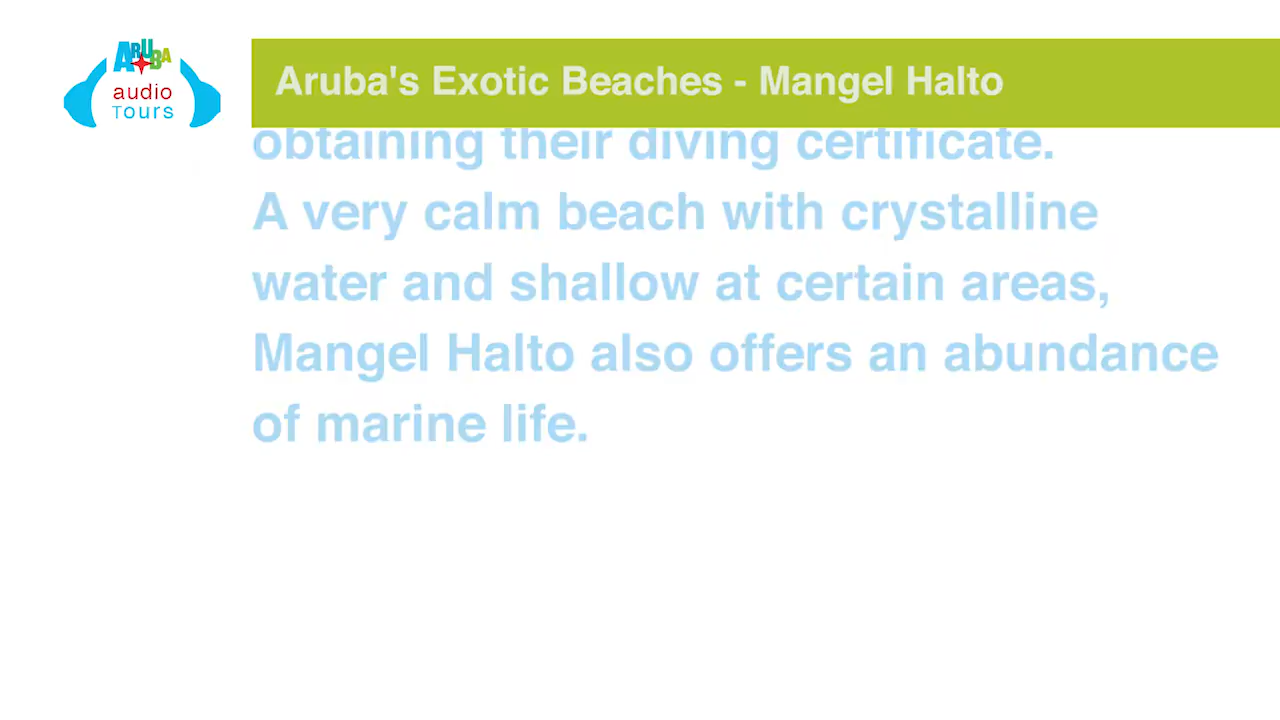 ARUBA
audio
Tours
Aruba's Exotic Beaches - Mangel Halto
obtaining their diving certificate.
A very calm beach with crystalline
water and shallow at certain areas,
Mangel Halto also offers an abundance
of marine life.